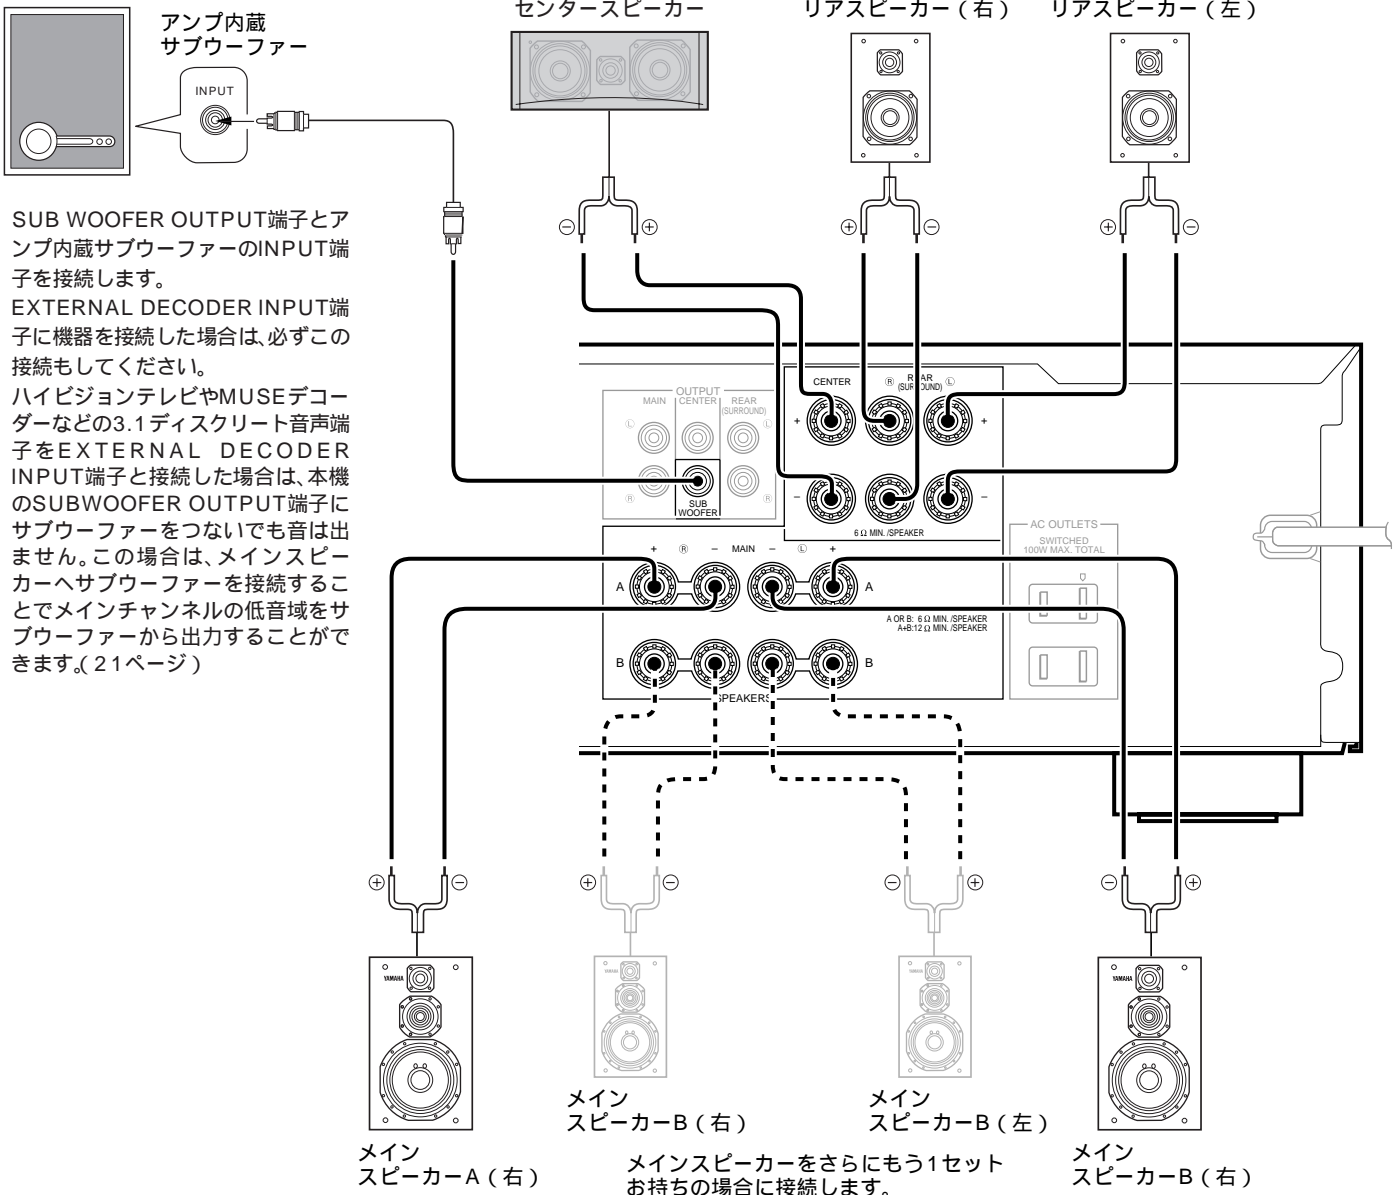 アンプ内蔵
サブウーファー
センタースピーカー
リアスピーカー（右）
リアスピーカー（左）
INPUT
SUB WOOFER OUTPUT端子とア
ンプ内蔵サブウーファーのINPUT端
子を接続します。
EXTERNAL DECODER INPUT端
子に機器を接続した場合は、必ずこの
接続もしてください。
ハイビジョンテレビやMUSEデコー
ダーなどの3.1ディスクリート音声端
子をEXTERNAL DECODER
INPUT端子と接続した場合は、本機
のSUBWOOFER OUTPUT端子に
サブウーファーをつないでも音は出
ません。この場合は、メインスピー
カーへサブウーファーを接続するこ
とでメインチャンネルの低音域をサ
ブウーファーから出力することがで
きます。（21ページ）
⊖ ⊕ ⊕ ⊖ ⊕ ⊖
OUTPUT
MAIN CENTER REAR
(SURROUND)
Ⓛ Ⓛ
Ⓡ Ⓡ
SUB
WOOFER
CENTER Ⓡ REAR Ⓛ
(SURROUND)
+ +
− −
6 Ω MIN. /SPEAKER
+ Ⓡ − MAIN − Ⓛ +
A A
A OR B: 6 Ω MIN. /SPEAKER
A+B:12 Ω MIN. /SPEAKER
B B
SPEAKERS
AC OUTLETS
SWITCHED
100W MAX. TOTAL
⊕ ⊖ ⊕ ⊖ ⊖ ⊕ ⊖ ⊕
YAMAHA
YAMAHA
YAMAHA
YAMAHA
メイン
スピーカーA（右）
メイン
スピーカーB（右）
メイン
スピーカーB（左）
メイン
スピーカーB（右）
メインスピーカーをさらにもう1セット
お持ちの場合に接続します。